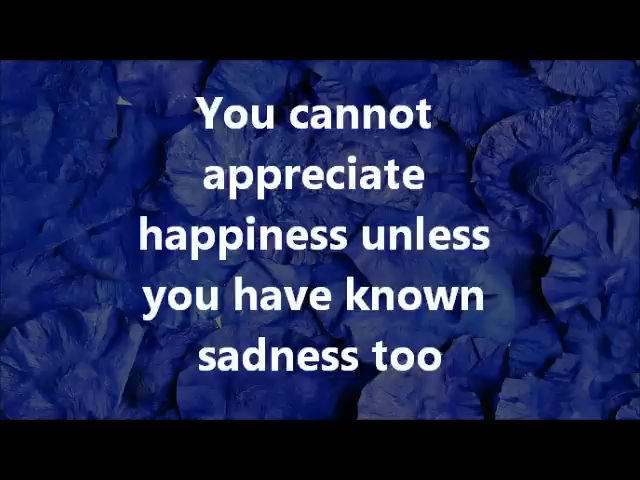 You cannot
appreciate
happiness unless
you have known
sadness too